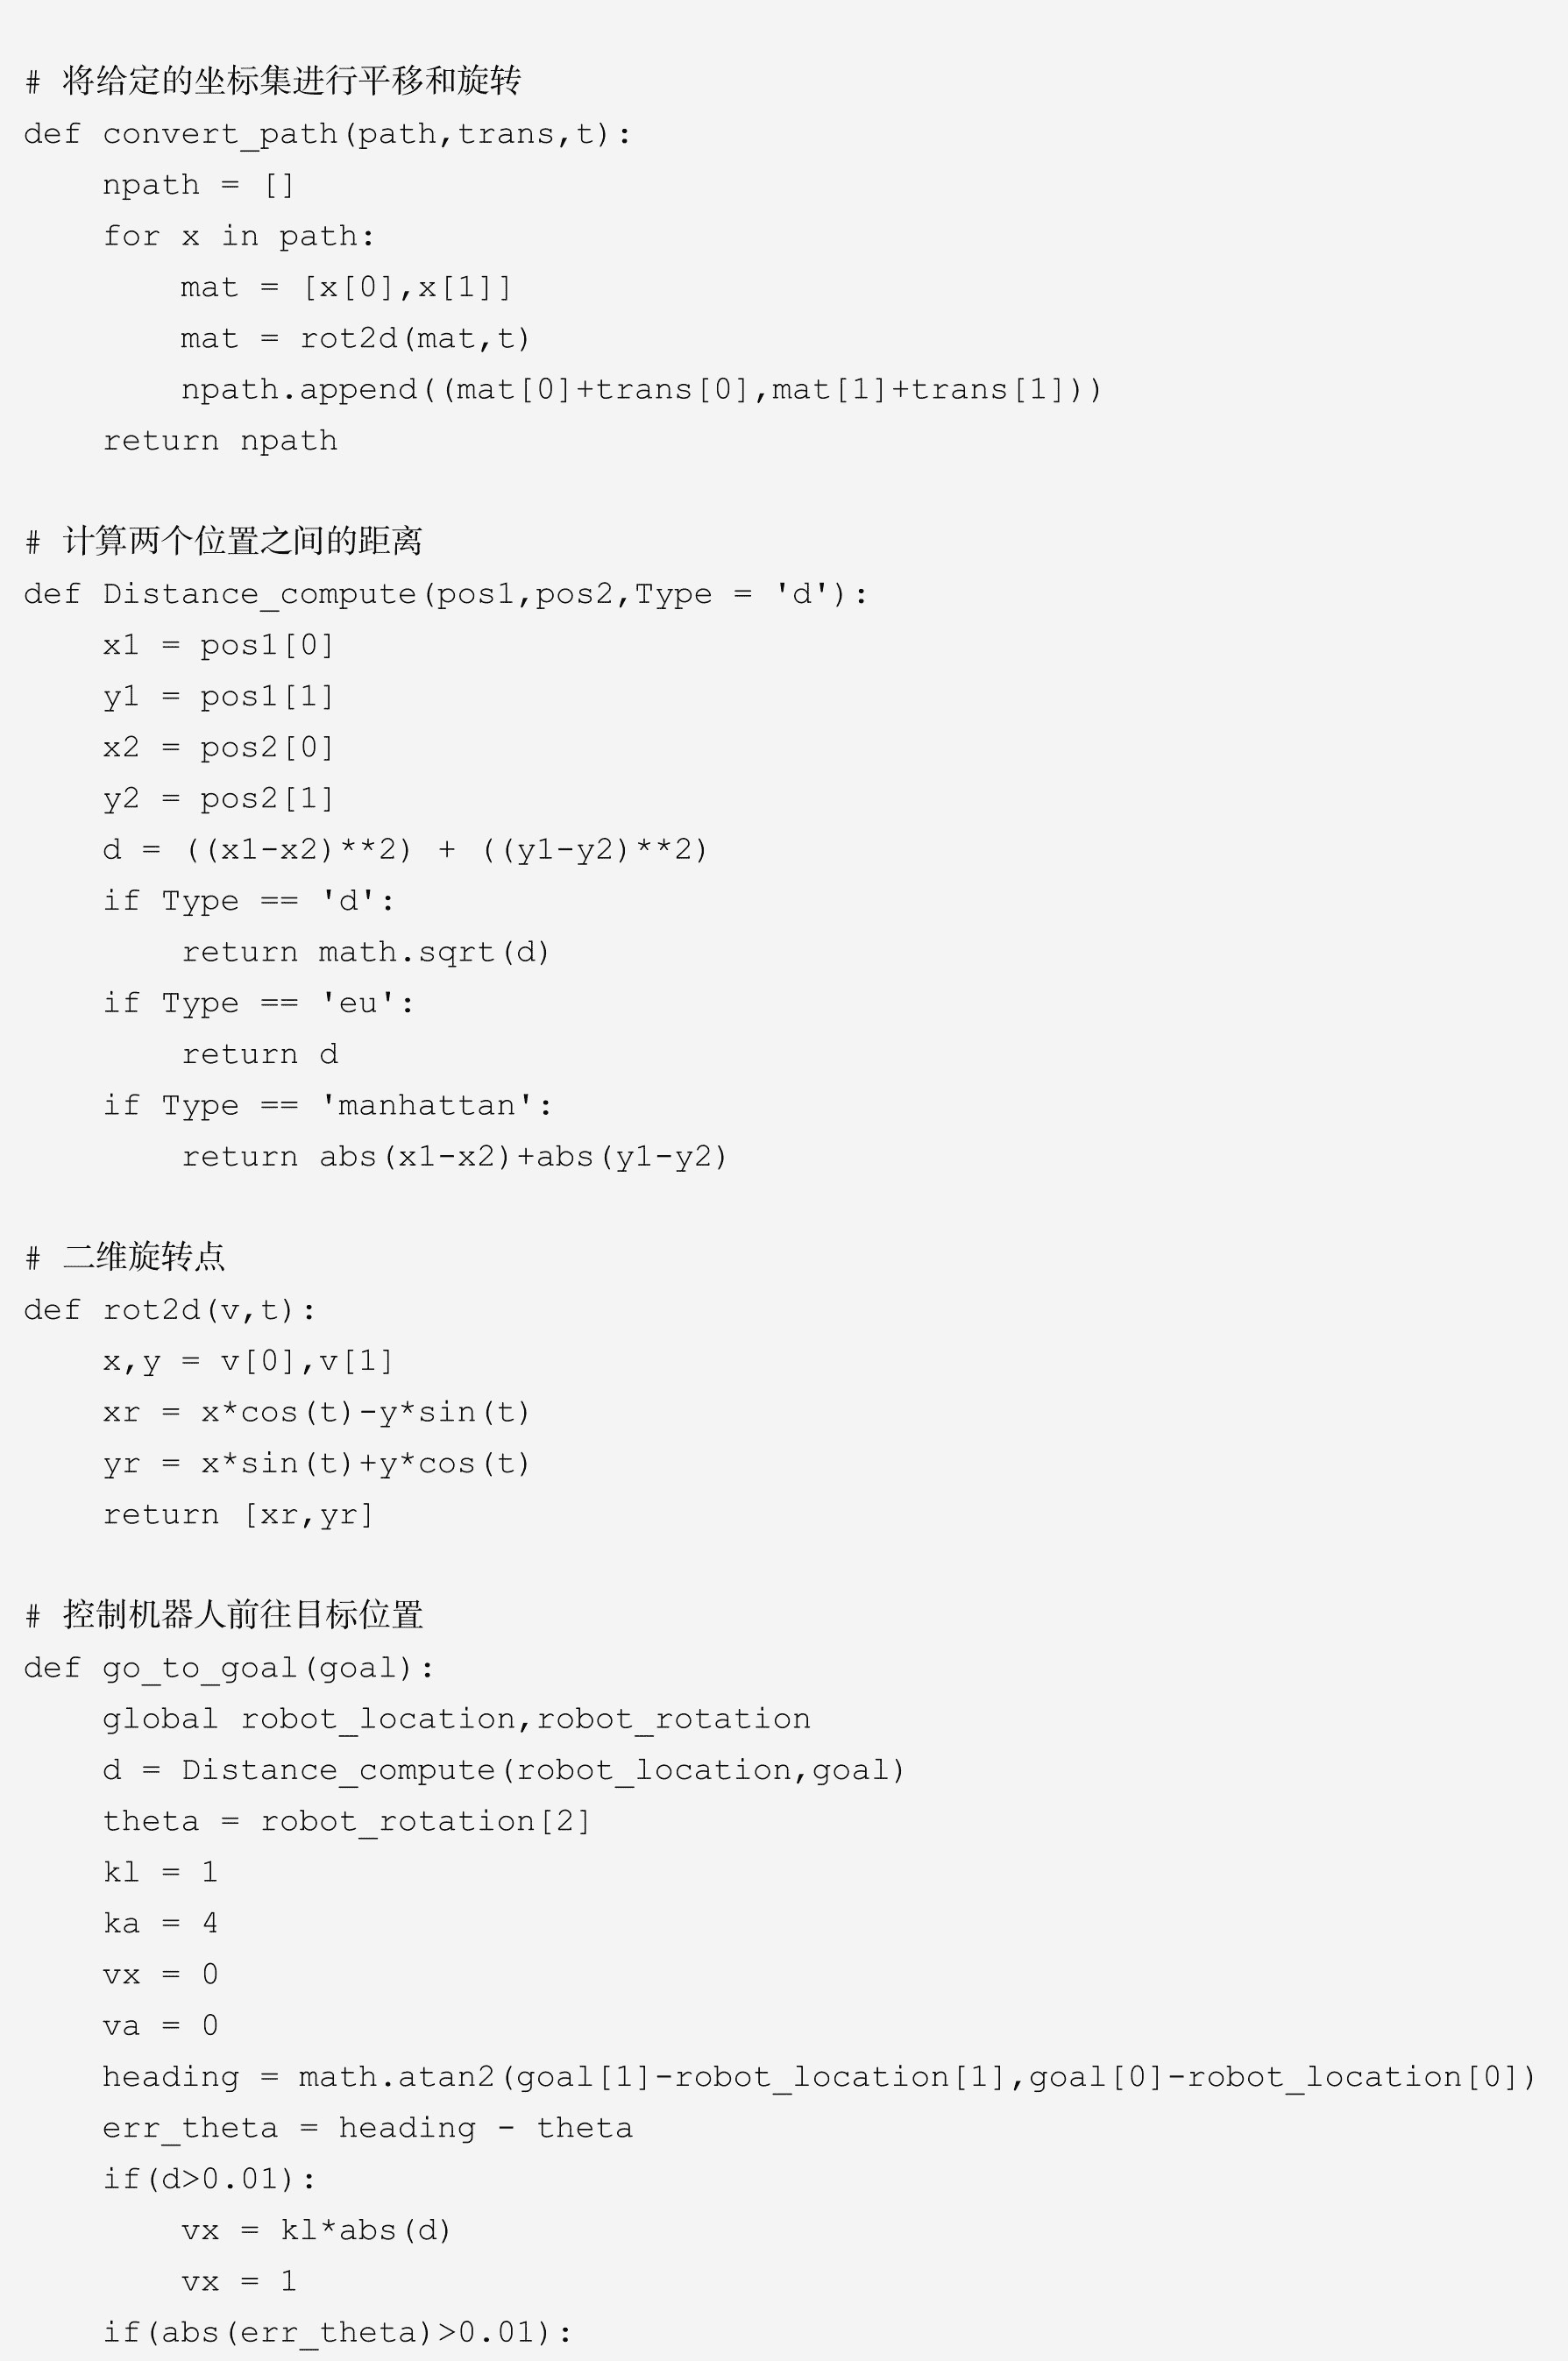 # 将给定的坐标集进行平移和旋转
def convert_path(path,trans,t):
    npath = []
    for x in path:
        mat = [x[0],x[1]]
        mat = rot2d(mat,t)
        npath.append((mat[0]+trans[0],mat[1]+trans[1]))
    return npath

# 计算两个位置之间的距离
def Distance_compute(pos1,pos2,Type = 'd'):
    x1 = pos1[0]
    y1 = pos1[1]
    x2 = pos2[0]
    y2 = pos2[1]
    d = ((x1-x2)**2) + ((y1-y2)**2)
    if Type == 'd':
        return math.sqrt(d)
    if Type == 'eu':
        return d
    if Type == 'manhattan':
        return abs(x1-x2)+abs(y1-y2)

# 二维旋转点
def rot2d(v,t):
    x,y = v[0],v[1]
    xr = x*cos(t)-y*sin(t)
    yr = x*sin(t)+y*cos(t)
    return [xr,yr]

# 控制机器人前往目标位置
def go_to_goal(goal):
    global robot_location,robot_rotation
    d = Distance_compute(robot_location,goal)
    theta = robot_rotation[2]
    kl = 1
    ka = 4
    vx = 0
    va = 0
    heading = math.atan2(goal[1]-robot_location[1],goal[0]-robot_location[0])
    err_theta = heading - theta
    if(d>0.01):
        vx = kl*abs(d)
        vx = 1
    if(abs(err_theta)>0.01):